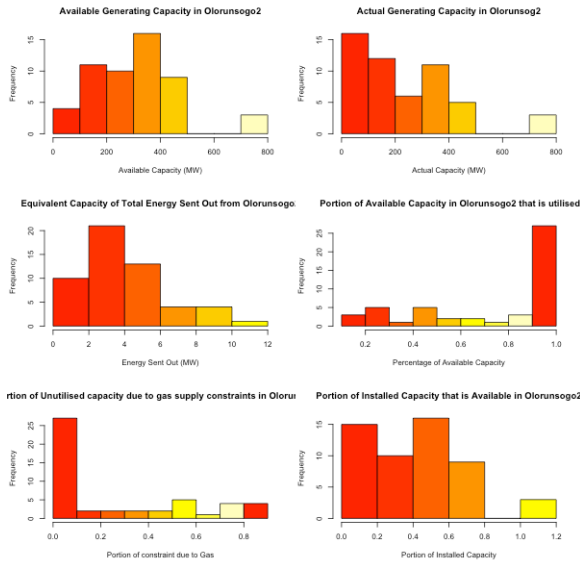 Available Generating Capacity in Olorunsogo2
Frequency
0 5 10 15
0 200 400 600 800
Available Capacity (MW)
Actual Generating Capacity in Olorunsog2
Frequency
0 5 10 15
0 200 400 600 800
Actual Capacity (MW)
Equivalent Capacity of Total Energy Sent Out from Olorunsogo
Frequency
0 5 10 15 20
0 2 4 6 8 10 12
Energy Sent Out (MW)
Portion of Available Capacity in Olorunsogo2 that is utilised
Frequency
0 5 10 15 25
0.2 0.4 0.6 0.8 1.0
Percentage of Available Capacity
rtion of Unutilised capacity due to gas supply constraints in Olorun
Frequency
0 5 10 15 25
0.0 0.2 0.4 0.6 0.8
Portion of constraint due to Gas
Portion of Installed Capacity that is Available in Olorunsogo2
Frequency
0 5 10 15
0.0 0.2 0.4 0.6 0.8 1.0 1.2
Portion of Installed Capacity